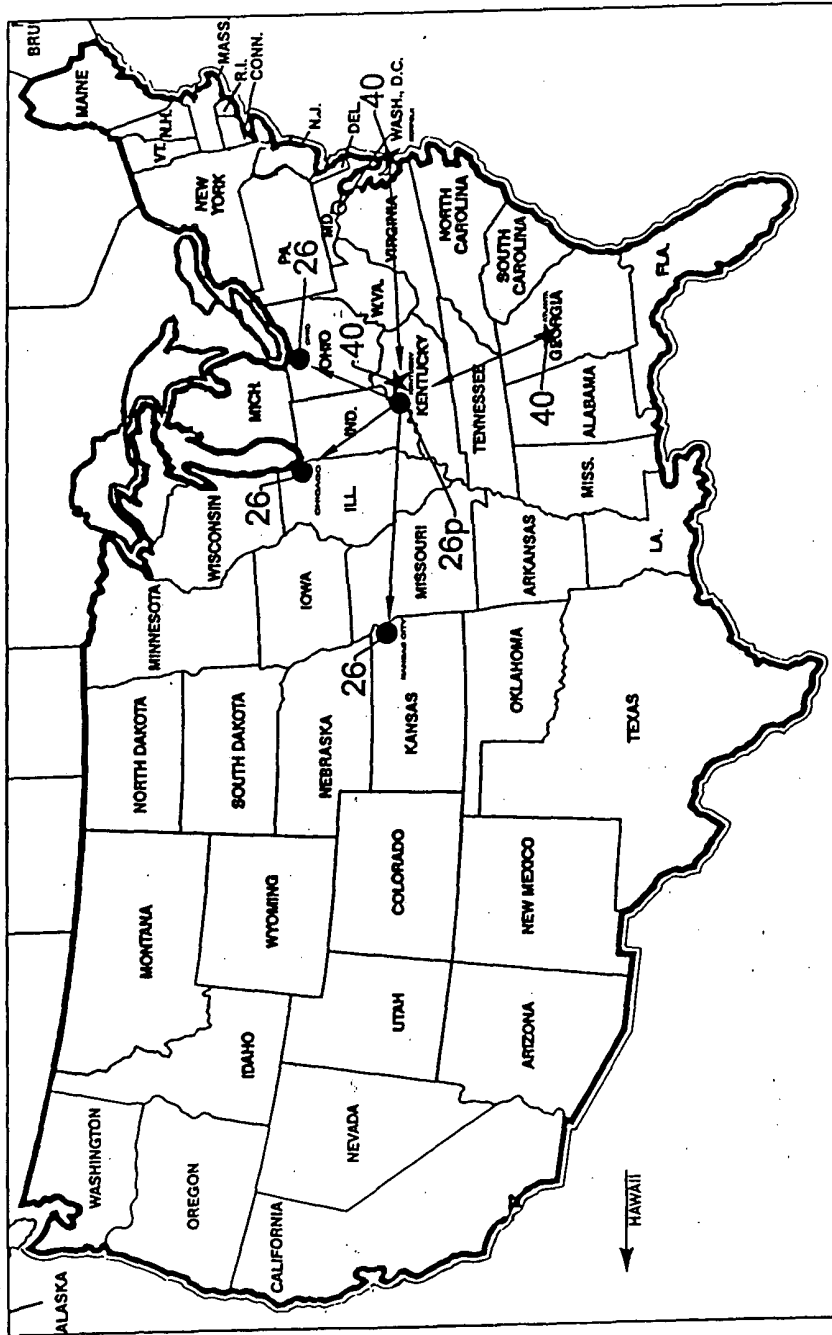 ALASKA
WASHINGTON
OREGON
CALIFORNIA
NEVADA
IDAHO
MONTANA
WYOMING
UTAH
COLORADO
ARIZONA
NEW MEXICO
NORTH DAKOTA
SOUTH DAKOTA
NEBRASKA
KANSAS
OKLAHOMA
TEXAS
MINNESOTA
IOWA
MISSOURI
ARKANSAS
LA.
WISCONSIN
ILL.
MICH.
IND.
OHIO
KENTUCKY
TENNESSEE
MISS.
ALABAMA
GEORGIA
FLA.
SOUTH
CAROLINA
NORTH
CAROLINA
VIRGINIA
W.VA.
MD.
PA.
NEW
YORK
VT.
N.H.
MAINE
BRU
MASS.
R.I.
CONN.
N.J.
DEL.
WASH., D.C.
HAWAII
KANSAS CITY
CHICAGO
26
26
26
26p
40
40
40